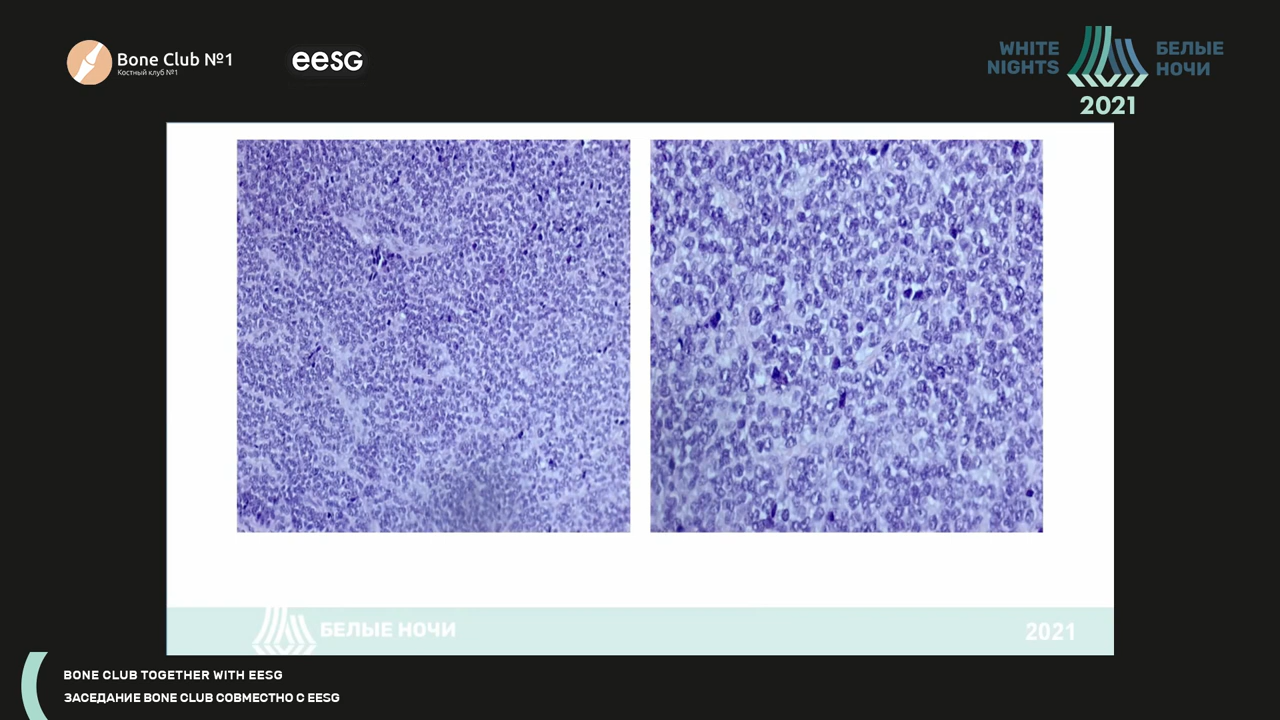 Bone Club №1
Костный клуб №1
eesg
WHITE NIGHTS
БЕЛЫЕ НОЧИ
2021
БЕЛЫЕ НОЧИ
2021
BONE CLUB TOGETHER WITH EESG
ЗАСЕДАНИЕ BONE CLUB СОВМЕСТНО С EESG